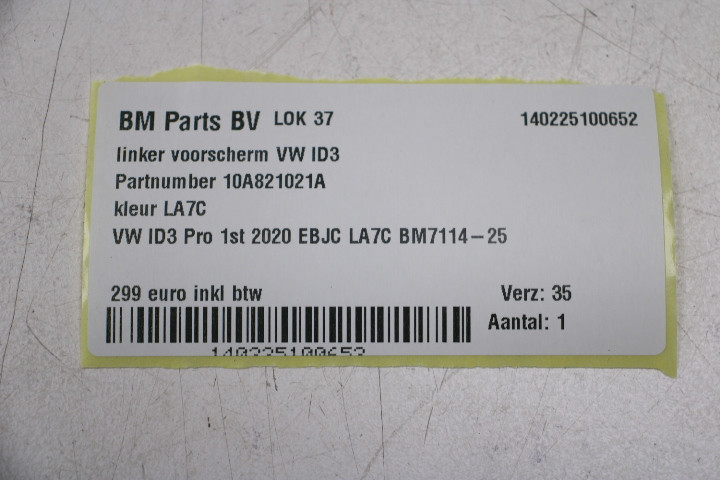 BM Parts BV LOK 37 140225100652
linker voorscherm VW ID3
Partnumber 10A821021A
kleur LA7C
VW ID3 Pro 1st 2020 EBJC LA7C BM7114-25
299 euro inkl btw Verz: 35
Aantal: 1
140225100652